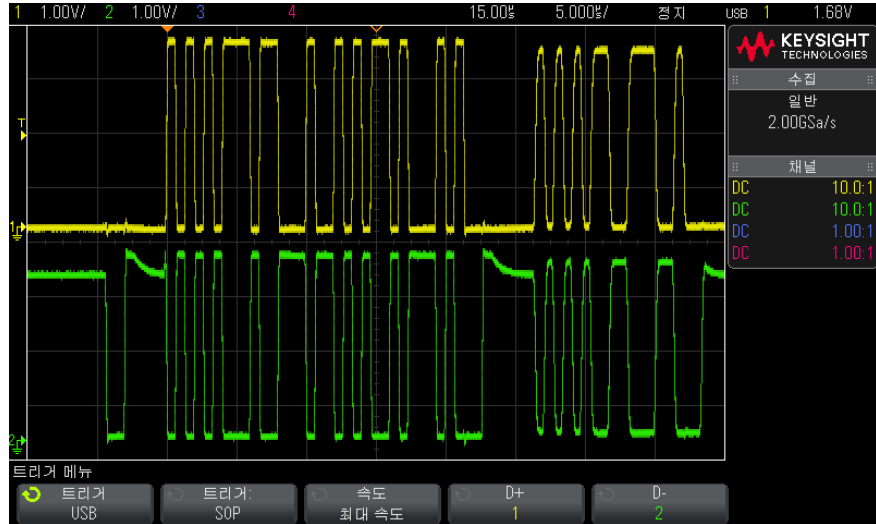 1 1.00V/ 2 1.00V/ 3 4 15.00㎲ 5.000㎲/ 정지 USB 1 1.68V
KEYSIGHT
TECHNOLOGIES
수집
일반
2.00GSa/s
채널
DC 10.0:1
DC 10.0:1
DC 1.00:1
DC 1.00:1
T
1
2
트리거 메뉴
트리거
USB
트리거:
SOP
속도
최대 속도
D+
1
D-
2